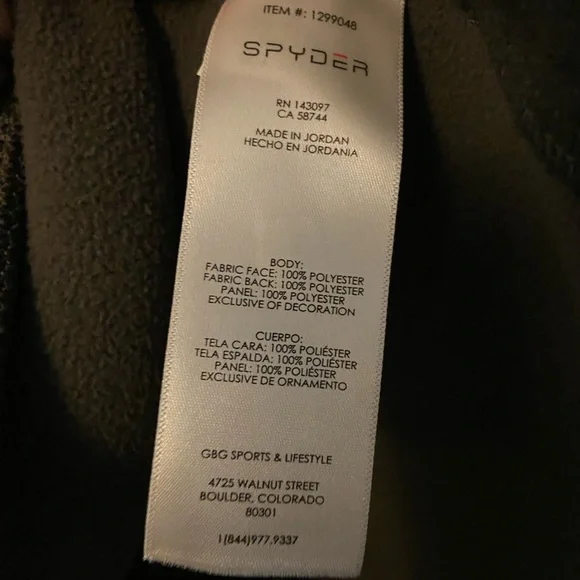 ITEM #: 1299048
SPYDER
RN 143097
CA 58744
MADE IN JORDAN
HECHO EN JORDANIA
BODY:
FABRIC FACE: 100% POLYESTER
FABRIC BACK: 100% POLYESTER
PANEL: 100% POLYESTER
EXCLUSIVE OF DECORATION
CUERPO:
TELA CARA: 100% POLIÉSTER
TELA ESPALDA: 100% POLIÉSTER
PANEL: 100% POLIÉSTER
EXCLUSIVE DE ORNAMENTO
GBG SPORTS & LIFESTYLE
4725 WALNUT STREET
BOULDER, COLORADO
80301
1(844)977.9337